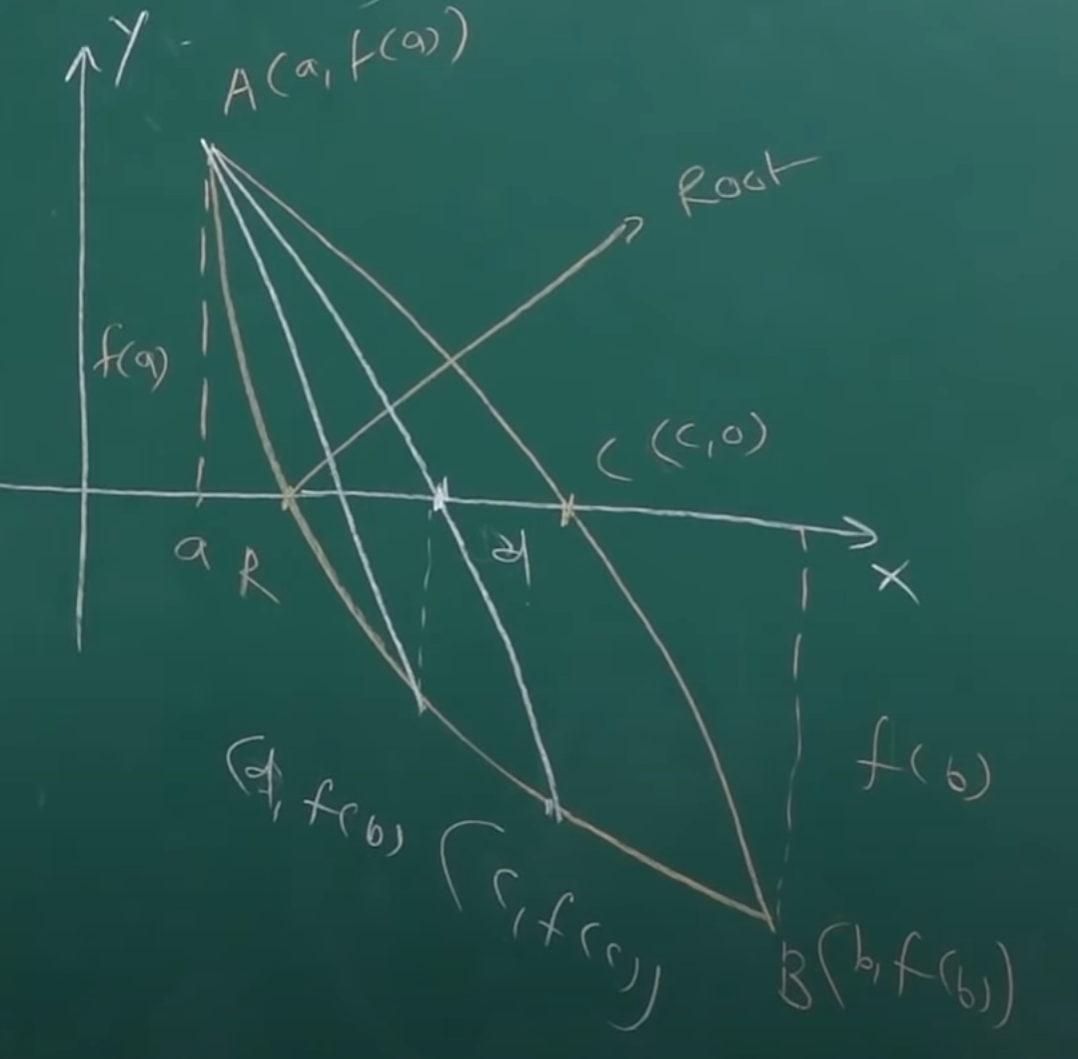 Y
A(a, f(a))
Root
f(a)
C (c,0)
a
R
d
X
f(b)
(d, f(b)
(c, f(c))
B(b, f(b))